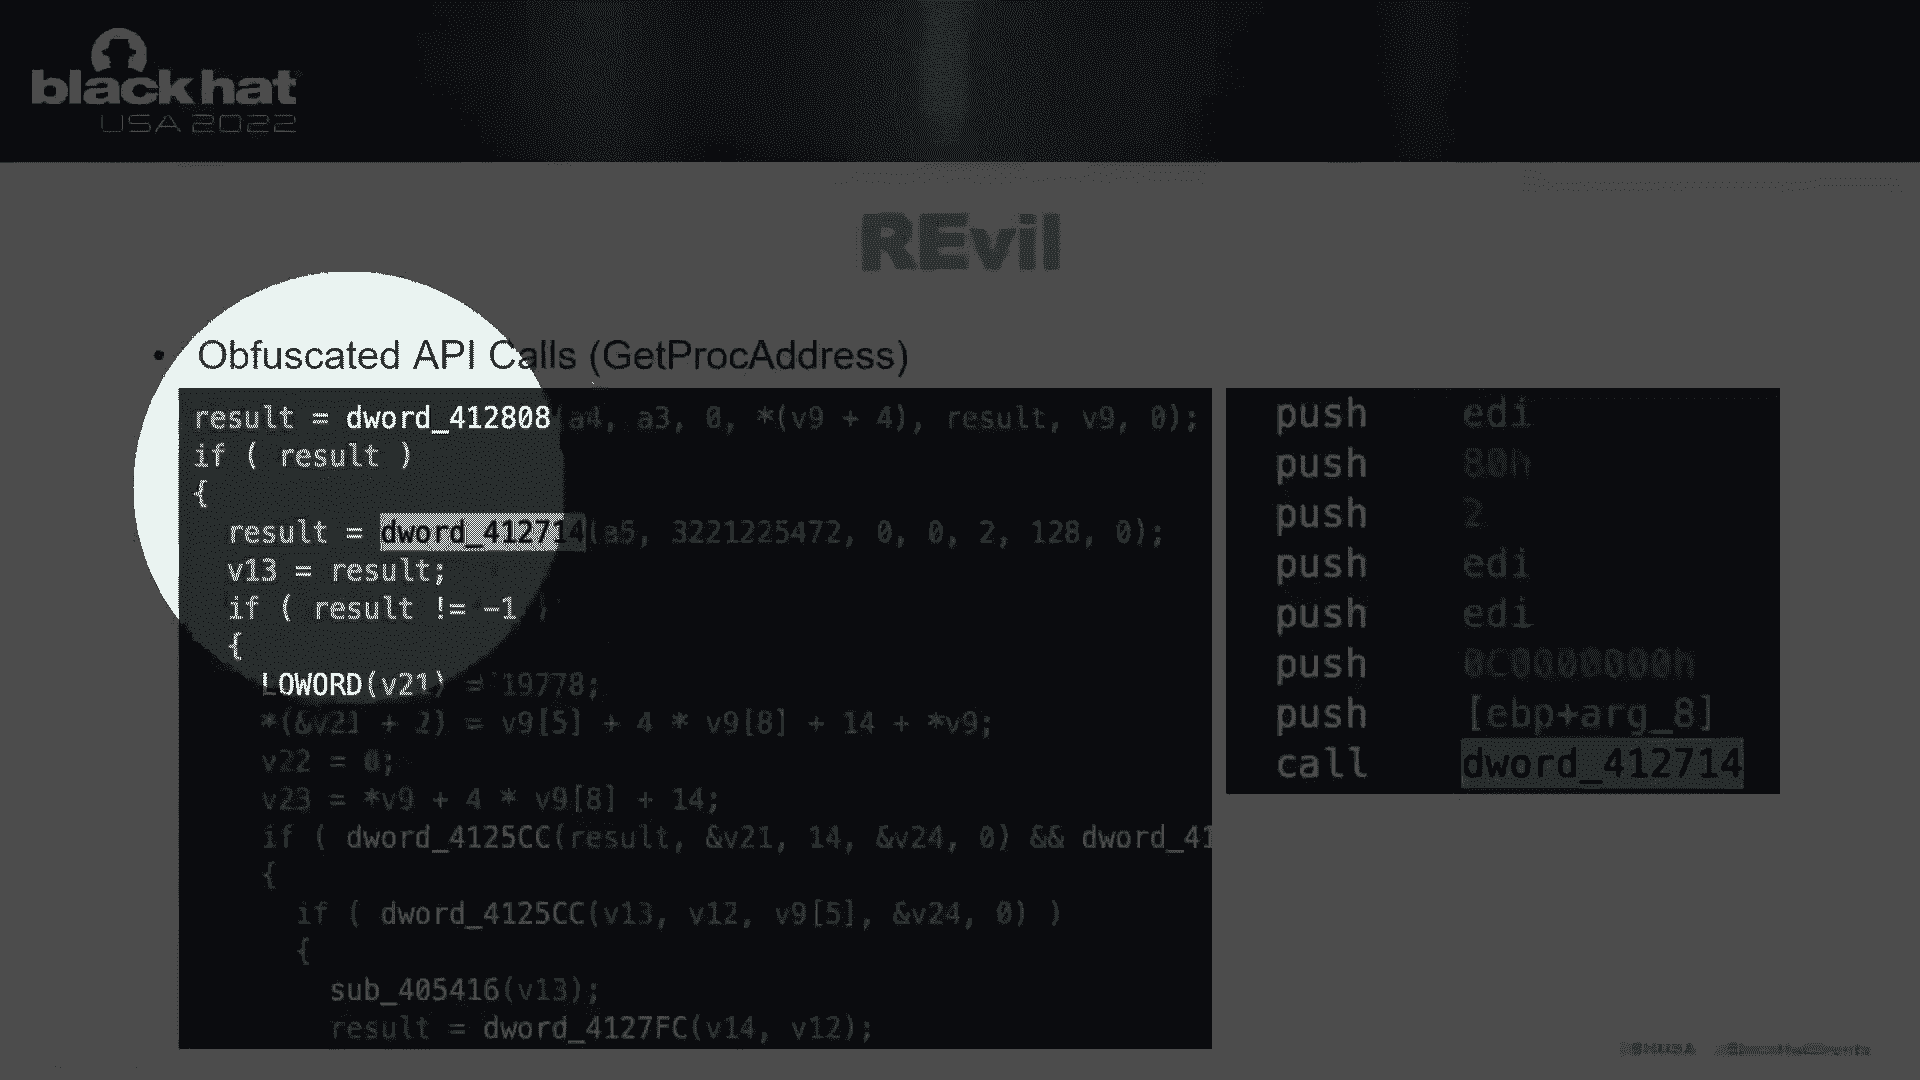 black hat
USA 2022
REvil
• Obfuscated API Calls (GetProcAddress)
result = dword_412808(a4, a3, 0, *(v9 + 4), result, v9, 0);
if ( result )
{
result = dword_412714(a5, 3221225472, 0, 0, 2, 128, 0);
v13 = result;
if ( result != -1 )
{
LOWORD(v21) = 19778;
*(&v21 + 2) = v9[5] + 4 * v9[8] + 14 + *v9;
v22 = 0;
v23 = *v9 + 4 * v9[8] + 14;
if ( dword_4125CC(result, &v21, 14, &v24, 0) && dword_41
{
if ( dword_4125CC(v13, v12, v9[5], &v24, 0) )
{
sub_405416(v13);
result = dword_4127FC(v14, v12);
push edi
push 80h
push 2
push edi
push edi
push 0C0000000h
push [ebp+arg_8]
call dword_412714